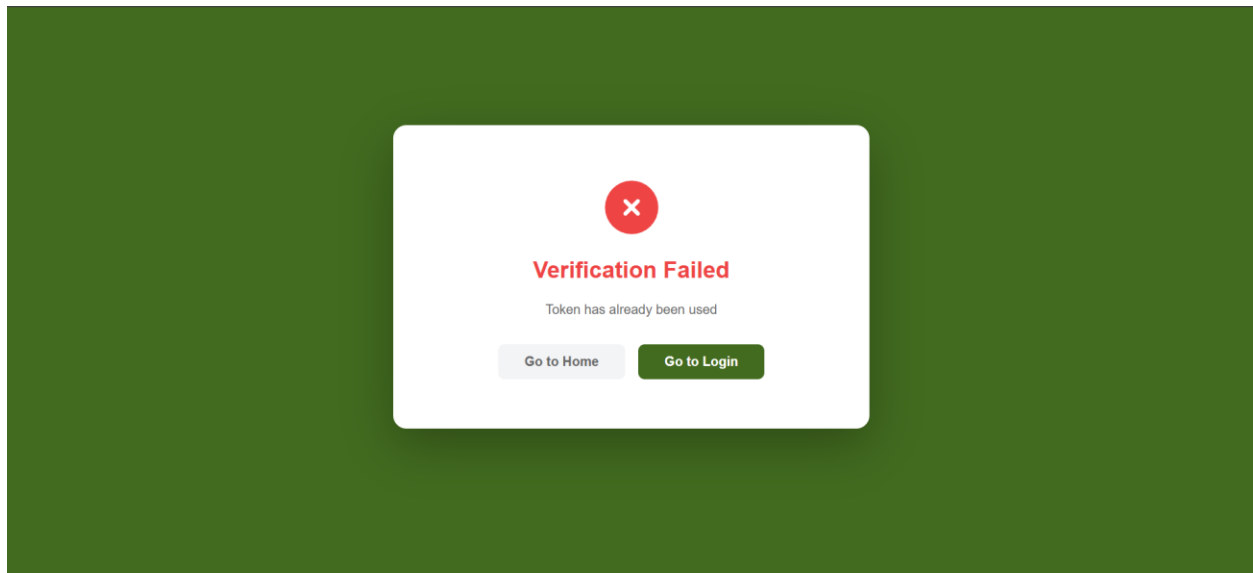 Verification Failed
Token has already been used
Go to Home
Go to Login